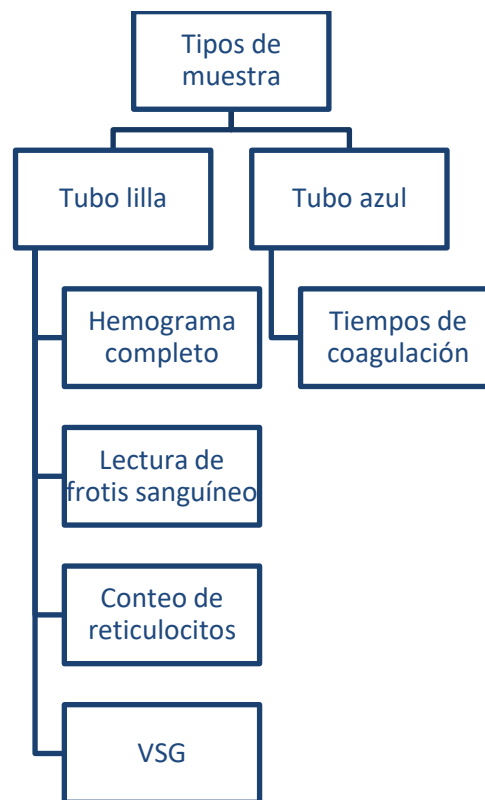 Tipos de
muestra
Tubo lilla
Tubo azul
Hemograma
completo
Tiempos de
coagulación
Lectura de
frotis sanguíneo
Conteo de
reticulocitos
VSG